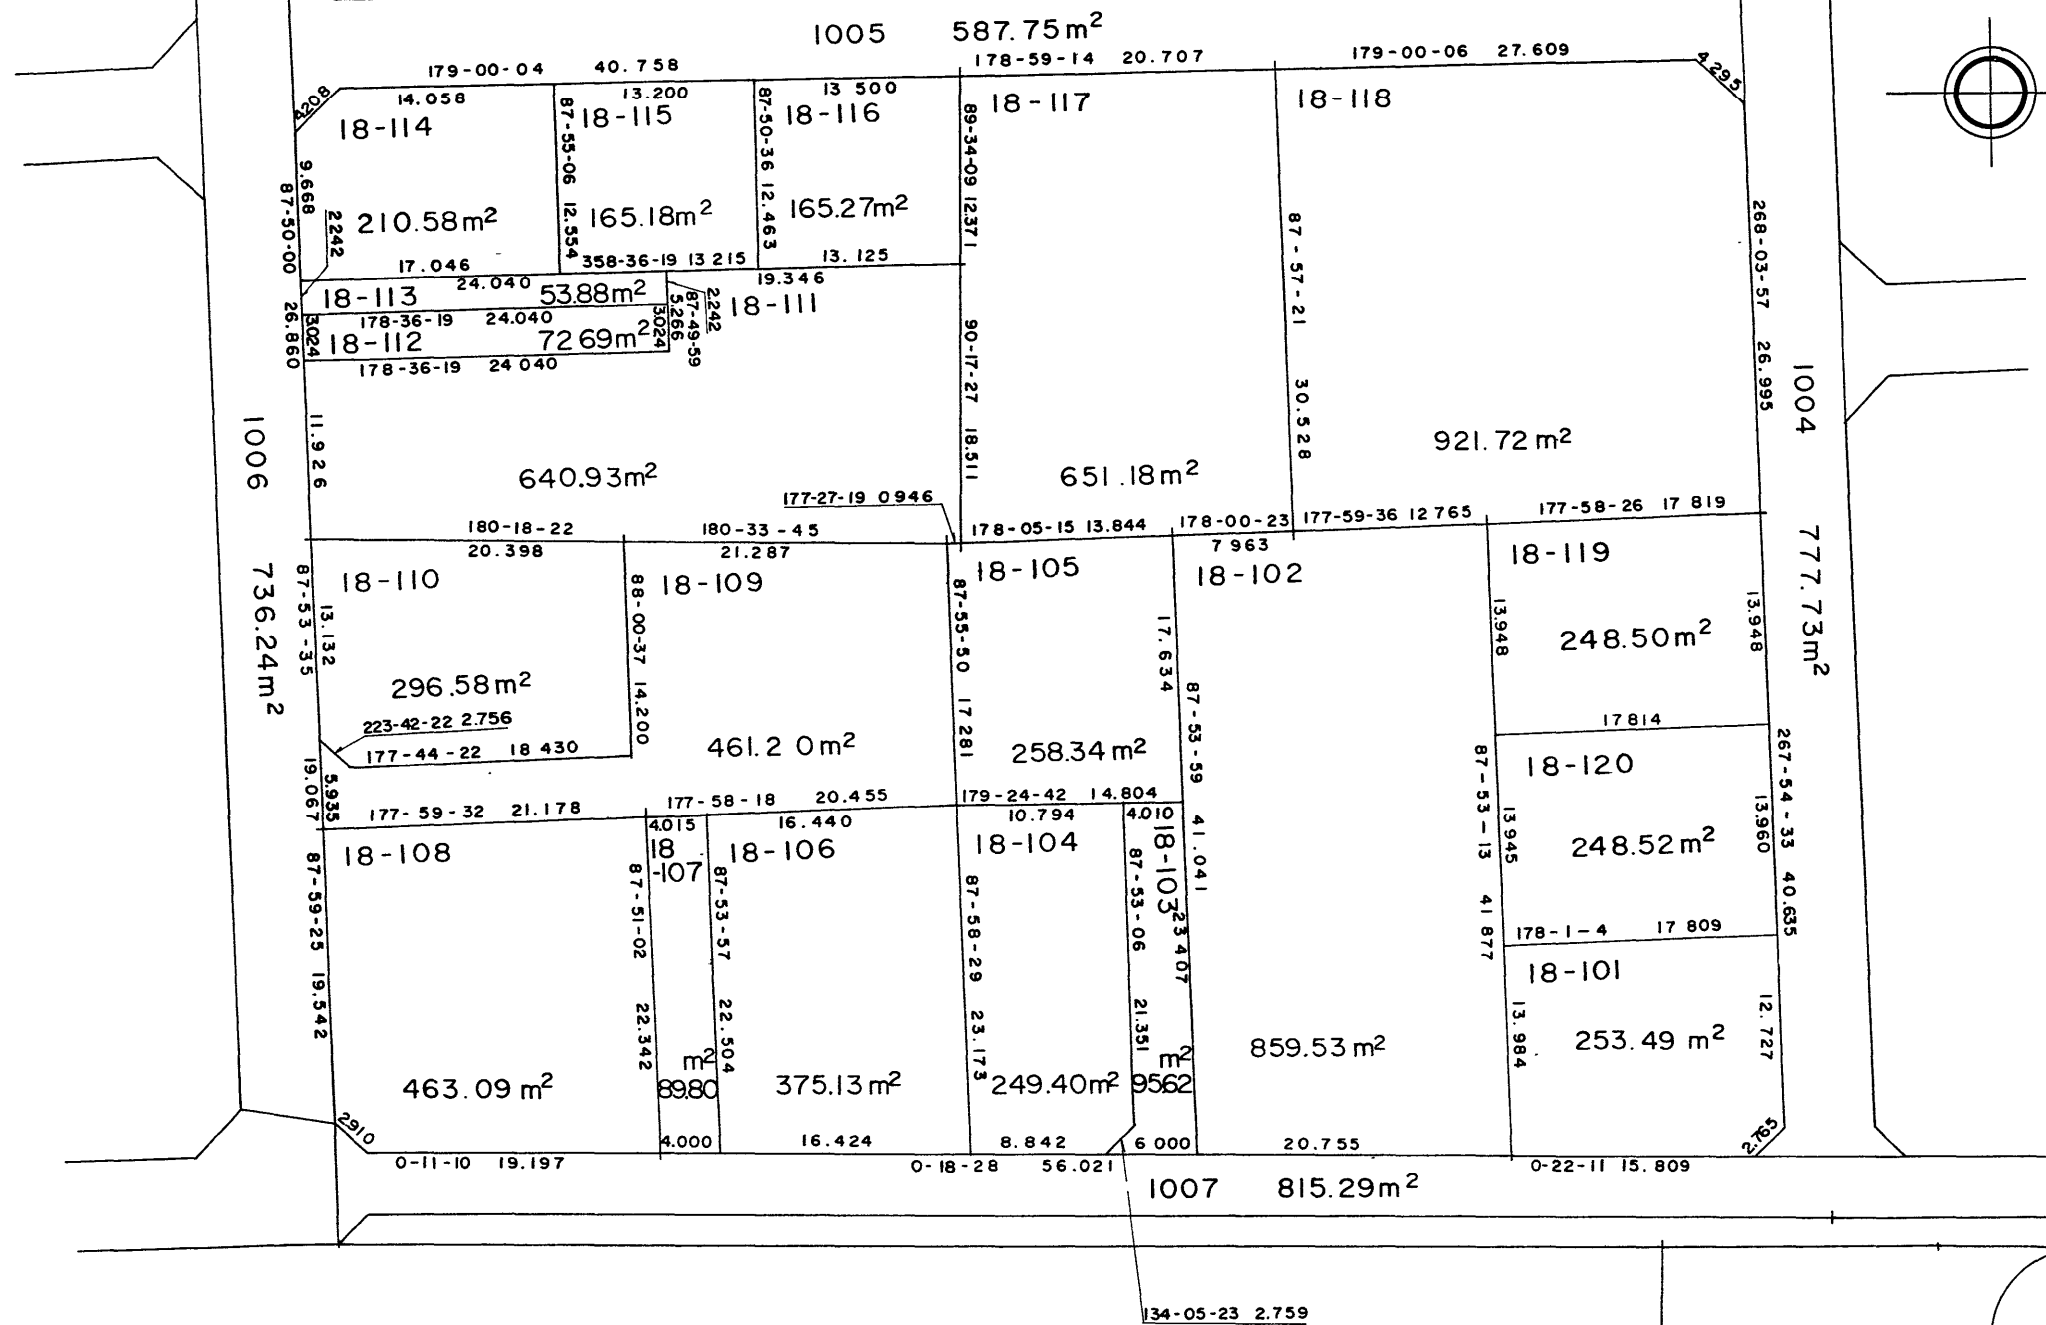 1005 587.75m²
179-00-04 40.758
178-59-14 20.707
179-00-06 27.609
4.295
4208
14.058
13.200
13 500
18-114
18-115
18-116
18-117
18-118
9.668
87-50-00
2.242
87-55-06 12.554
87-50-36 12.463
89-34-09 12.371
210.58m²
165.18m²
165.27m²
268-03-57 26.995
87-57-21 30.528
17.046
358-36-19 13 215
13.125
24.040
19.346
18-113 53.88m²
18-111
178-36-19 24.040
2.242
87-49-59
5.266
3.024
26.860
3.024
18-112 72 69m²
178-36-19 24 040
90-17-27 18.511
11.926
1006 736.24m²
1004 777.73m²
640.93m²
651.18m²
921.72 m²
177-27-19 0 946
180-18-22
20.398
180-33-45
21.287
178-05-15 13.844
178-00-23
7 963
177-59-36 12 765
177-58-26 17 819
18-110
18-109
18-105
18-102
18-119
87-53-35
13.132
88-00-37 14.200
87-55-50 17 281
17.634
87-53-59 41.041
13.948
13.948
248.50m²
296.58m²
223-42-22 2.756
177-44-22 18 430
461.2 0m²
258.34 m²
17 814
18-120
267-54-33 40.635
87-53-13 41 877
19.067
5.935
177-59-32 21.178
177-58-18 20.455
179-24-42 14.804
4.015
16.440
10.794
4.010
13.945
13.960
248.52m²
18-108
18
-107
18-106
18-104
18-103
87-59-25 19.542
87-51-02 22.342
87-53-57 22.504
87-58-29 23.173
87-53-06 21.351
23 407
178-1-4 17 809
18-101
13.984
12.727
253.49 m²
463.09 m²
m²
89.80
375.13m²
249.40m²
m²
95.62
859.53 m²
2910
4.000
16.424
8.842
6 000
20.755
2.765
0-11-10 19.197
0-18-28 56.021
0-22-11 15.809
1007 815.29m²
134-05-23 2.759